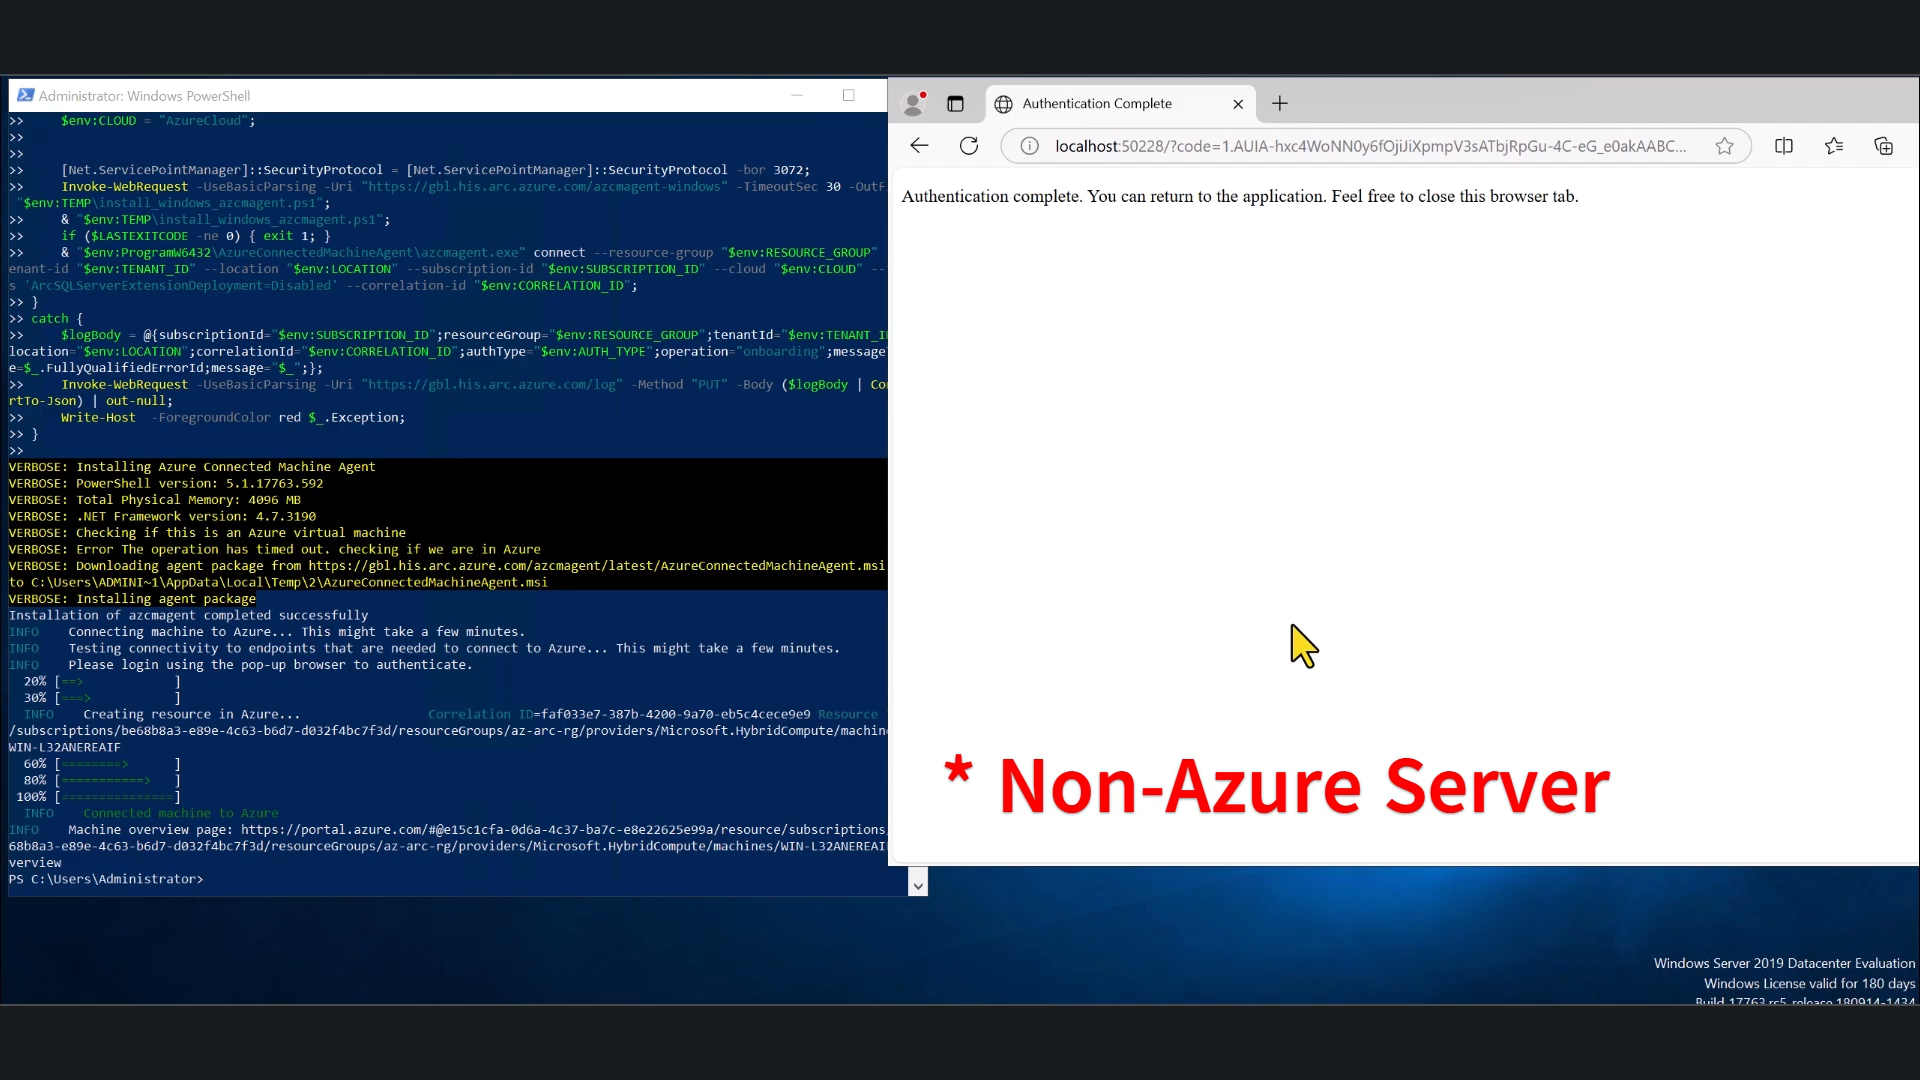 Administrator: Windows PowerShell
>>     $env:CLOUD = "AzureCloud";
>>
>>
>>     [Net.ServicePointManager]::SecurityProtocol = [Net.ServicePointManager]::SecurityProtocol -bor 3072;
>>     Invoke-WebRequest -UseBasicParsing -Uri "https://gbl.his.arc.azure.com/azcmagent-windows" -TimeoutSec 30 -OutF
"$env:TEMP\install_windows_azcmagent.ps1";
>>     & "$env:TEMP\install_windows_azcmagent.ps1";
>>     if ($LASTEXITCODE -ne 0) { exit 1; }
>>     & "$env:ProgramW6432\AzureConnectedMachineAgent\azcmagent.exe" connect --resource-group "$env:RESOURCE_GROUP"
enant-id "$env:TENANT_ID" --location "$env:LOCATION" --subscription-id "$env:SUBSCRIPTION_ID" --cloud "$env:CLOUD" --
s 'ArcSQLServerExtensionDeployment=Disabled' --correlation-id "$env:CORRELATION_ID";
>> }
>> catch {
>>     $logBody = @{subscriptionId="$env:SUBSCRIPTION_ID";resourceGroup="$env:RESOURCE_GROUP";tenantId="$env:TENANT_I
location="$env:LOCATION";correlationId="$env:CORRELATION_ID";authType="$env:AUTH_TYPE";operation="onboarding";message
e=$_.FullyQualifiedErrorId;message="$_";};
>>     Invoke-WebRequest -UseBasicParsing -Uri "https://gbl.his.arc.azure.com/log" -Method "PUT" -Body ($logBody | Co
rtTo-Json) | out-null;
>>     Write-Host  -ForegroundColor red $_.Exception;
>> }
>>
VERBOSE: Installing Azure Connected Machine Agent
VERBOSE: PowerShell version: 5.1.17763.592
VERBOSE: Total Physical Memory: 4096 MB
VERBOSE: .NET Framework version: 4.7.3190
VERBOSE: Checking if this is an Azure virtual machine
VERBOSE: Error The operation has timed out. checking if we are in Azure
VERBOSE: Downloading agent package from https://gbl.his.arc.azure.com/azcmagent/latest/AzureConnectedMachineAgent.msi
to C:\Users\ADMINI~1\AppData\Local\Temp\2\AzureConnectedMachineAgent.msi
VERBOSE: Installing agent package
Installation of azcmagent completed successfully
INFO    Connecting machine to Azure... This might take a few minutes.
INFO    Testing connectivity to endpoints that are needed to connect to Azure... This might take a few minutes.
INFO    Please login using the pop-up browser to authenticate.
20% [==>            ]
30% [===>           ]
INFO    Creating resource in Azure...                 Correlation ID=faf033e7-387b-4200-9a70-eb5c4cece9e9 Resource
/subscriptions/be68b8a3-e89e-4c63-b6d7-d032f4bc7f3d/resourceGroups/az-arc-rg/providers/Microsoft.HybridCompute/machin
WIN-L32ANEREAIF
60% [========>      ]
80% [===========>   ]
100% [===============]
INFO    Connected machine to Azure
INFO    Machine overview page: https://portal.azure.com/#@e15c1cfa-0d6a-4c37-ba7c-e8e22625e99a/resource/subscriptions
68b8a3-e89e-4c63-b6d7-d032f4bc7f3d/resourceGroups/az-arc-rg/providers/Microsoft.HybridCompute/machines/WIN-L32ANEREAI
verview
PS C:\Users\Administrator>
Authentication Complete
localhost:50228/?code=1.AUIA-hxc4WoNN0y6fOjiJiXpmpV3sATbjRpGu-4C-eG_e0akAABC...
Authentication complete. You can return to the application. Feel free to close this browser tab.
* Non-Azure Server
Windows Server 2019 Datacenter Evaluation
Windows License valid for 180 days
Build 17763.rs5_release.180914-1434